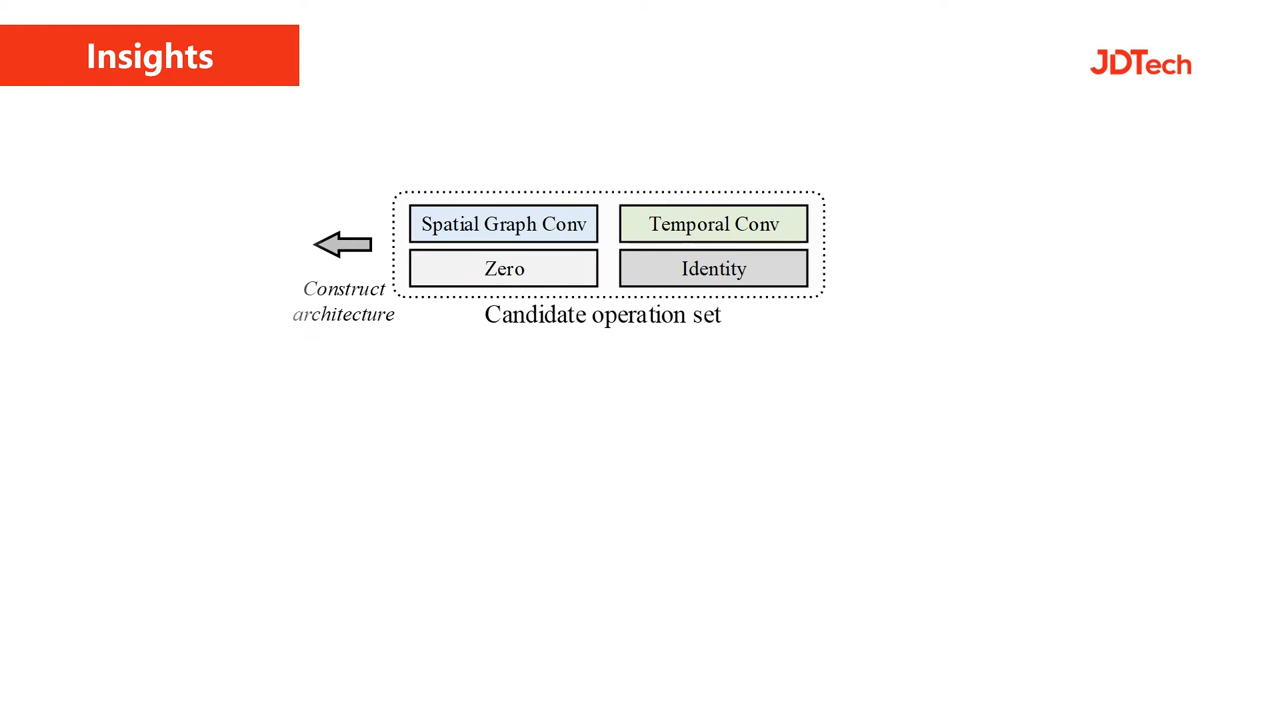 Insights
JDTech
Spatial Graph Conv
Temporal Conv
Zero
Identity
Construct
architecture
Candidate operation set